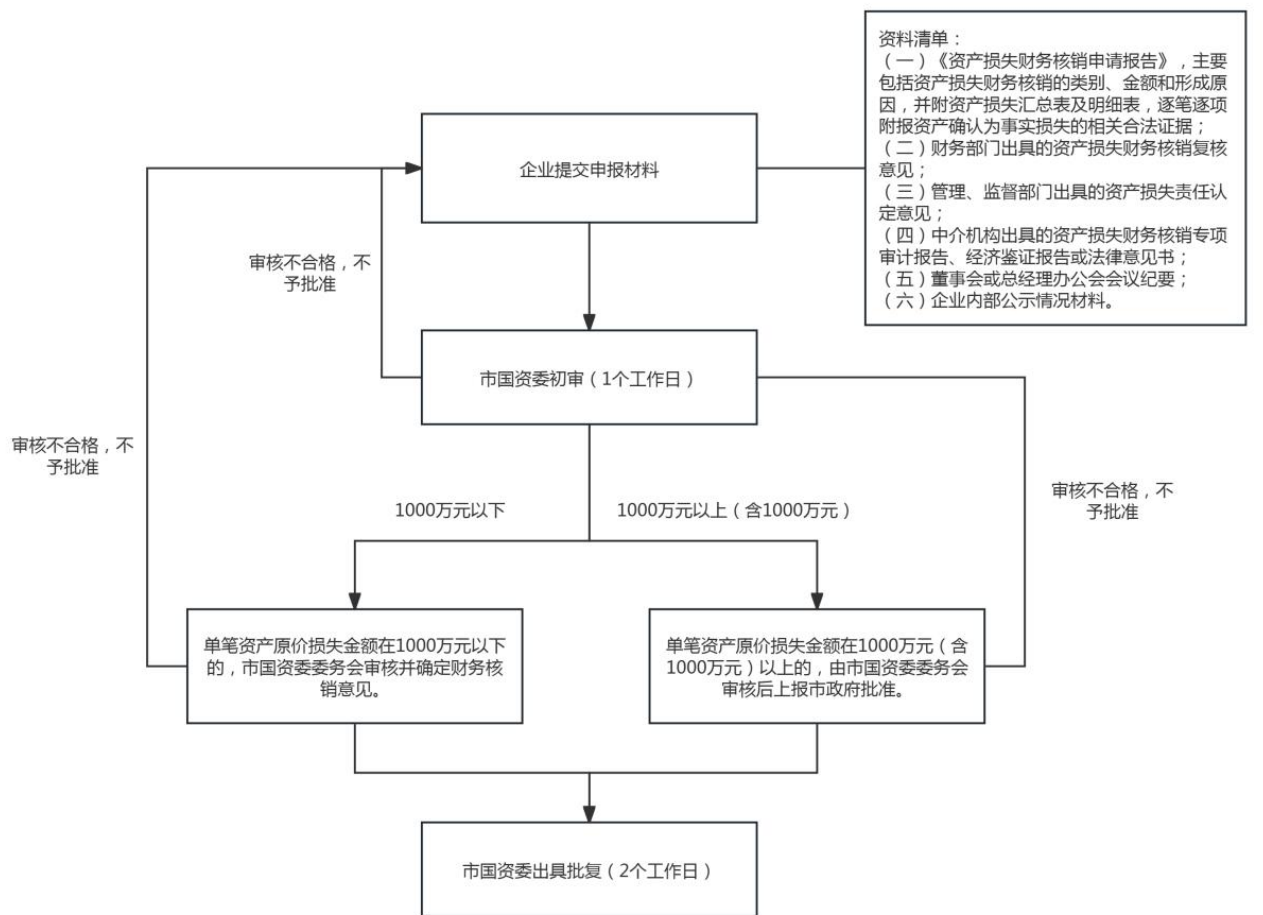 资料清单：
（一）《资产损失财务核销申请报告》，主要
包括资产损失财务核销的类别、金额和形成原
因，并附资产损失汇总表及明细表，逐笔逐项
附报资产确认为事实损失的相关合法证据；
（二）财务部门出具的资产损失财务核销复核
意见；
（三）管理、监督部门出具的资产损失责任认
定意见；
（四）中介机构出具的资产损失财务核销专项
审计报告、经济鉴证报告或法律意见书；
（五）董事会或总经理办公会会议纪要；
（六）企业内部公示情况材料。
企业提交申报材料
审核不合格，不
予批准
市国资委初审（1个工作日）
审核不合格，不
予批准
审核不合格，不
予批准
1000万元以下
1000万元以上（含1000万元）
单笔资产原价损失金额在1000万元以下
的，市国资委委务会审核并确定财务核
销意见。
单笔资产原价损失金额在1000万元（含
1000万元）以上的，由市国资委委务会
审核后上报市政府批准。
市国资委出具批复（2个工作日）